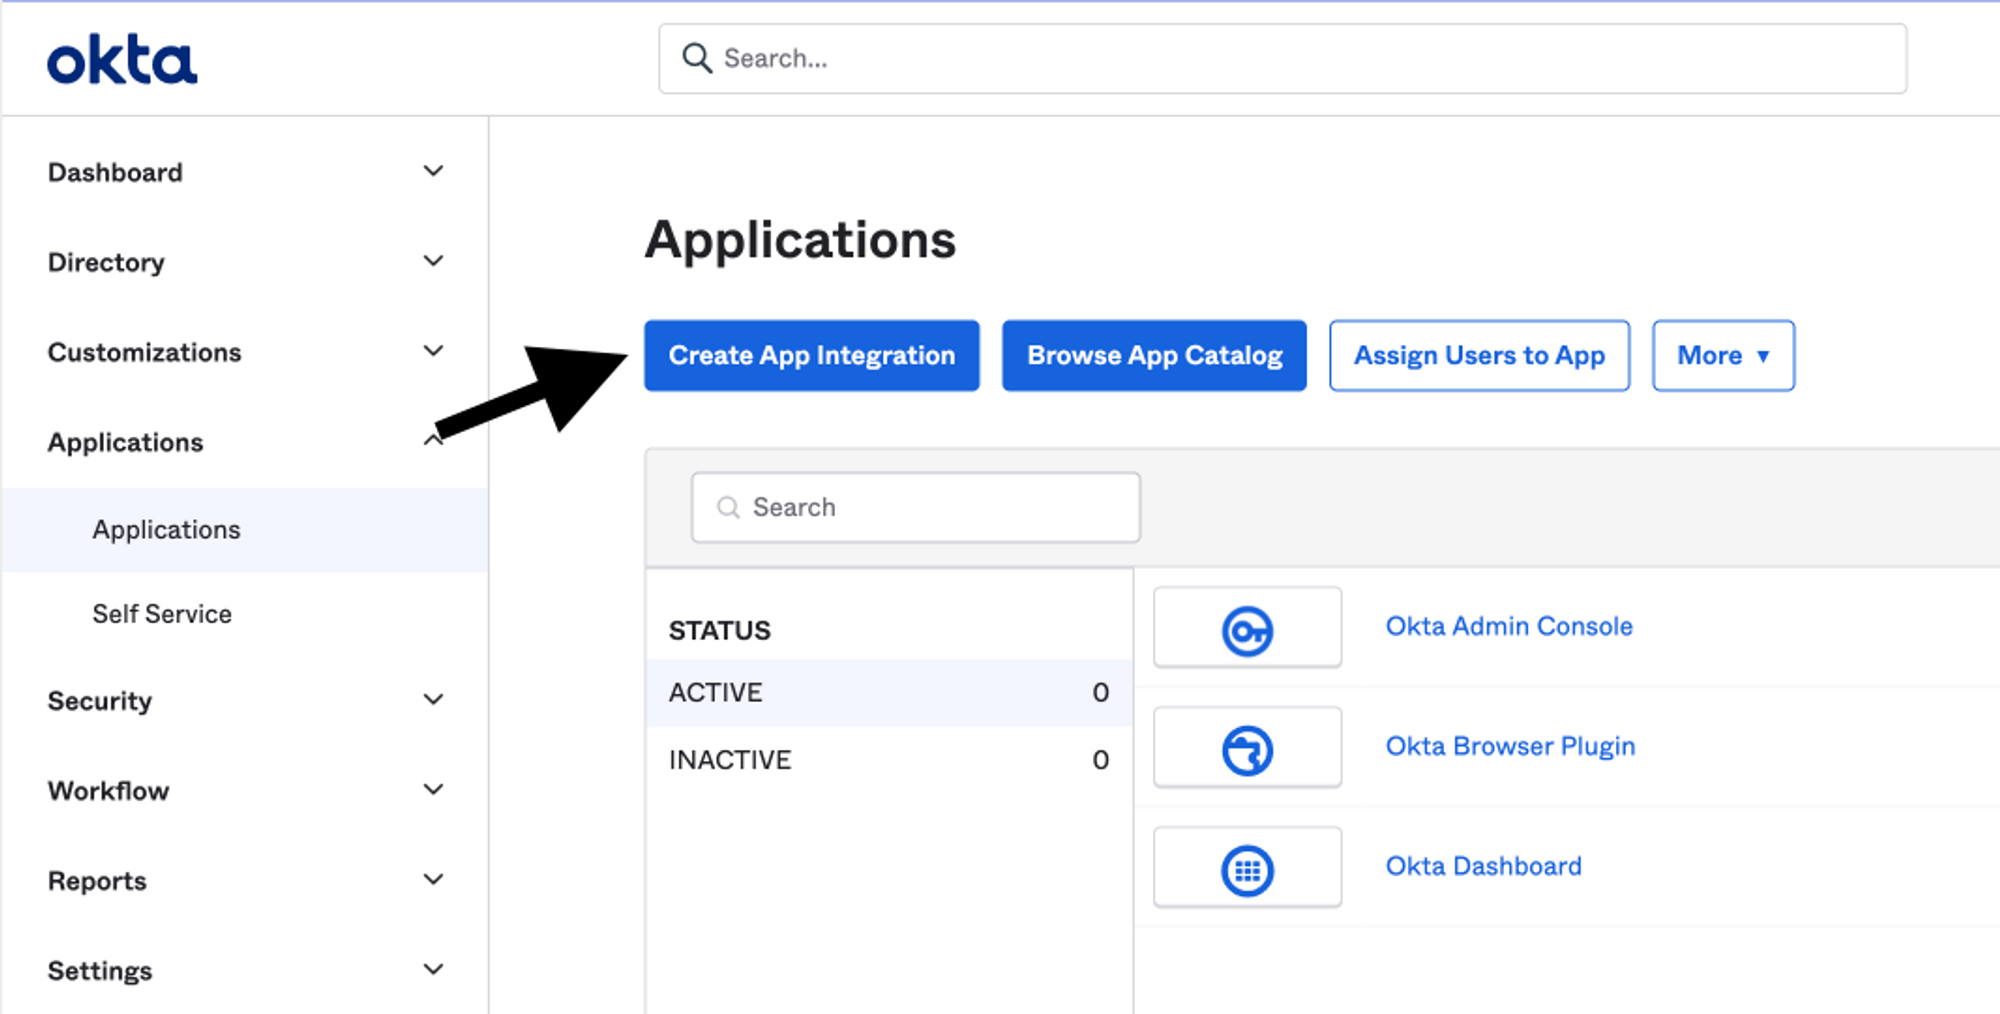 okta
Search...
Dashboard
Directory
Customizations
Applications
Applications
Self Service
Security
Workflow
Reports
Settings
Applications
Create App Integration
Browse App Catalog
Assign Users to App
More
Search
STATUS
ACTIVE 0
INACTIVE 0
Okta Admin Console
Okta Browser Plugin
Okta Dashboard